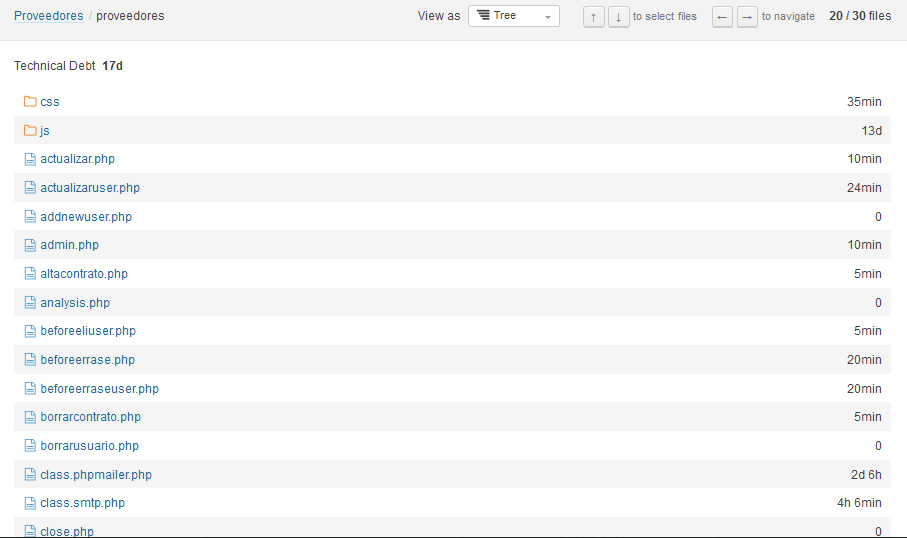 Proveedores / proveedores View as Tree ↑ ↓ to select files ← → to navigate 20 / 30 files
Technical Debt 17d
css 35min
js 13d
actualizar.php 10min
actualizaruser.php 24min
addnewuser.php 0
admin.php 10min
altacontrato.php 5min
analysis.php 0
beforeeliuser.php 5min
beforeerrase.php 20min
beforeerraseuser.php 20min
borrarcontrato.php 5min
borrarusuario.php 0
class.phpmailer.php 2d 6h
class.smtp.php 4h 6min
close.php 0